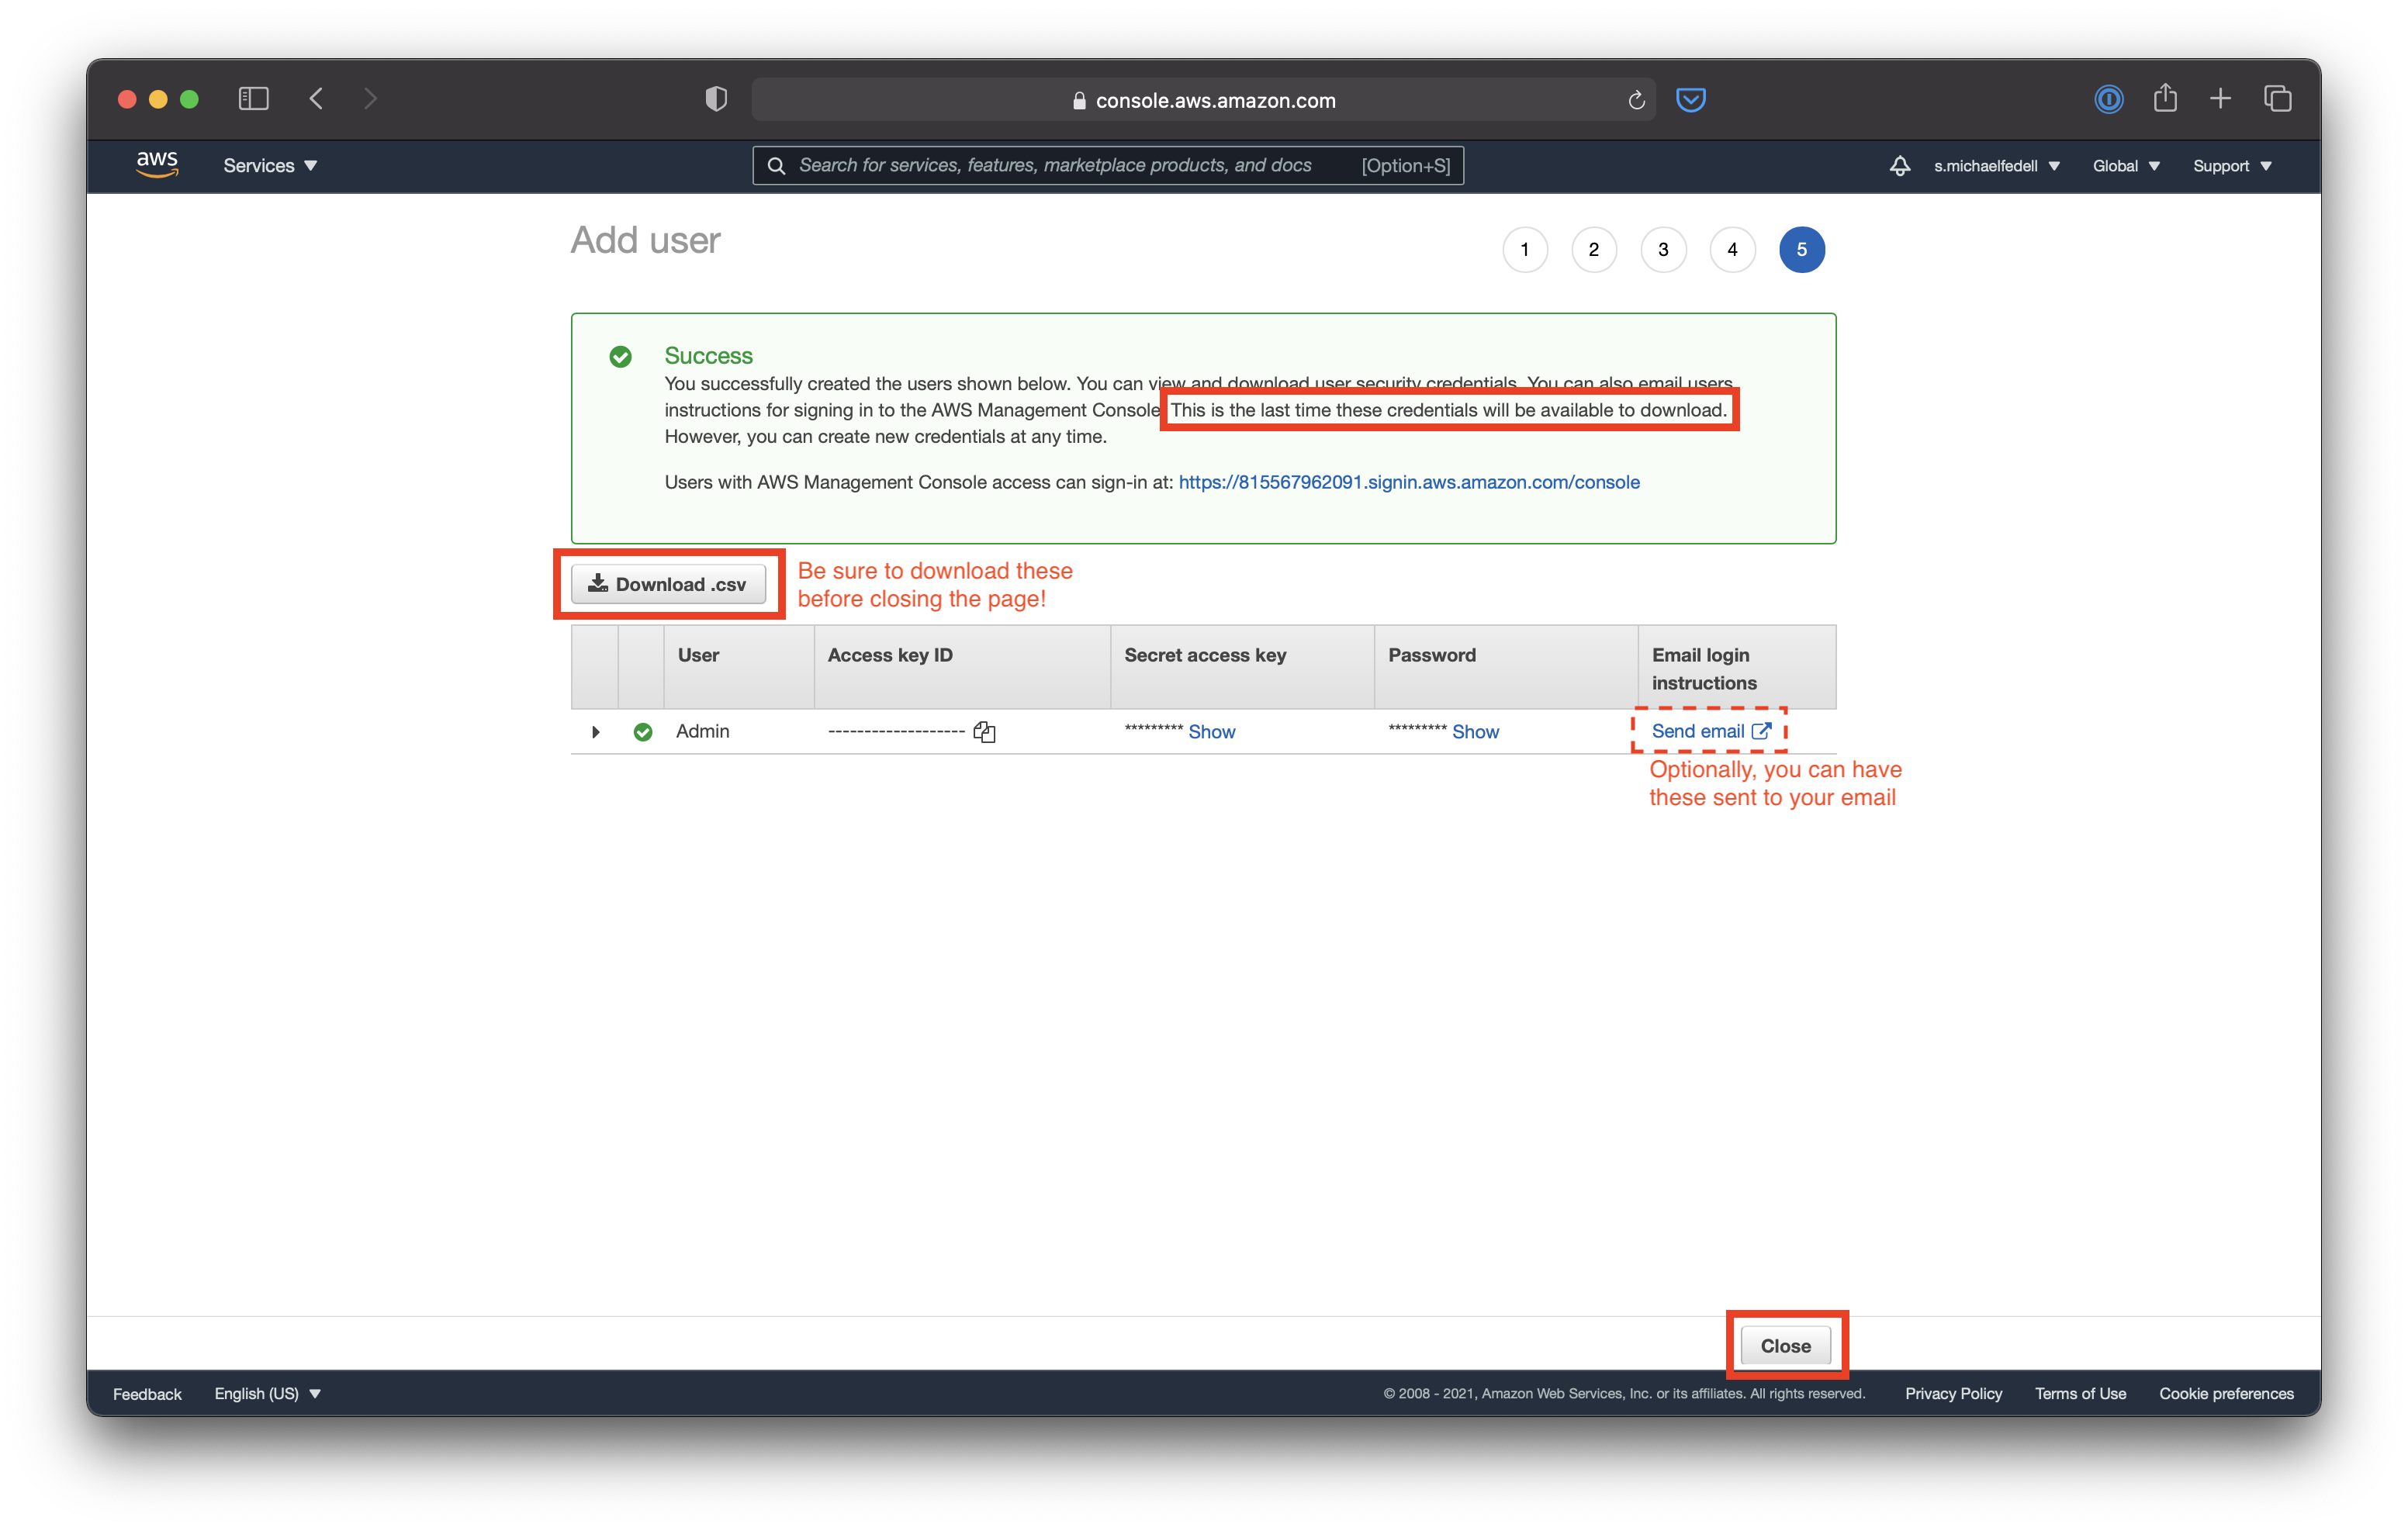 console.aws.amazon.com
aws
Services
Search for services, features, marketplace products, and docs
[Option+S]
s.michaelfedell
Global
Support
Add user
1
2
3
4
5
Success
You successfully created the users shown below. You can view and download user security credentials. You can also email users
instructions for signing in to the AWS Management Console. This is the last time these credentials will be available to download.
However, you can create new credentials at any time.
Users with AWS Management Console access can sign-in at: https://815567962091.signin.aws.amazon.com/console
Download .csv
Be sure to download these
before closing the page!
User
Access key ID
Secret access key
Password
Email login
instructions
Admin
-------------------
********* Show
********* Show
Send email
Optionally, you can have
these sent to your email
Close
Feedback
English (US)
© 2008 - 2021, Amazon Web Services, Inc. or its affiliates. All rights reserved.
Privacy Policy
Terms of Use
Cookie preferences